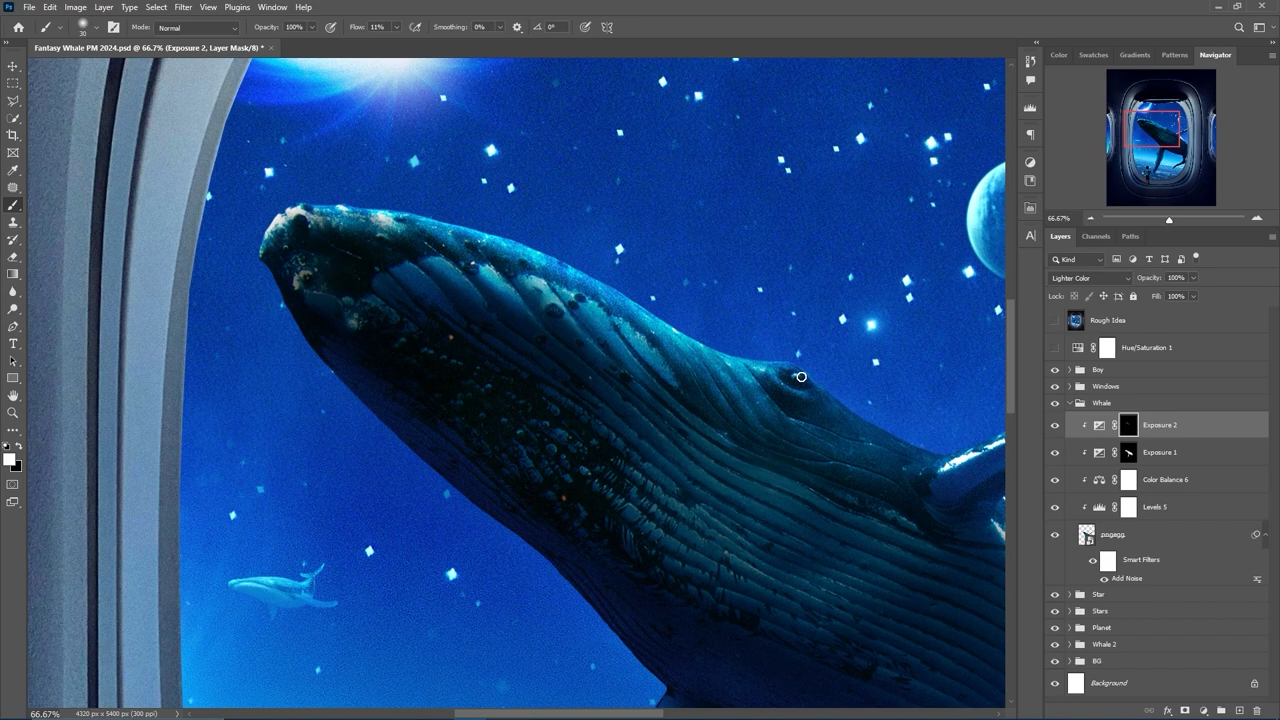 Ps File Edit Image Layer Type Select Filter View Plugins Window Help
30 Mode: Normal Opacity: 100% Flow: 11% Smoothing: 0% 0°
Fantasy Whale PM 2024.psd @ 66.7% (Exposure 2, Layer Mask/8) *
Color Swatches Gradients Patterns Navigator
66.67%
Layers Channels Paths
Kind
Lighter Color Opacity: 100%
Lock: Fill: 100%
Rough Idea
Hue/Saturation 1
Boy
Windows
Whale
Exposure 2
Exposure 1
Color Balance 6
Levels 5
pngegg
Smart Filters
Add Noise
Star
Stars
Planet
Whale 2
BG
Background
66.67% 4320 px x 5400 px (300 ppi)